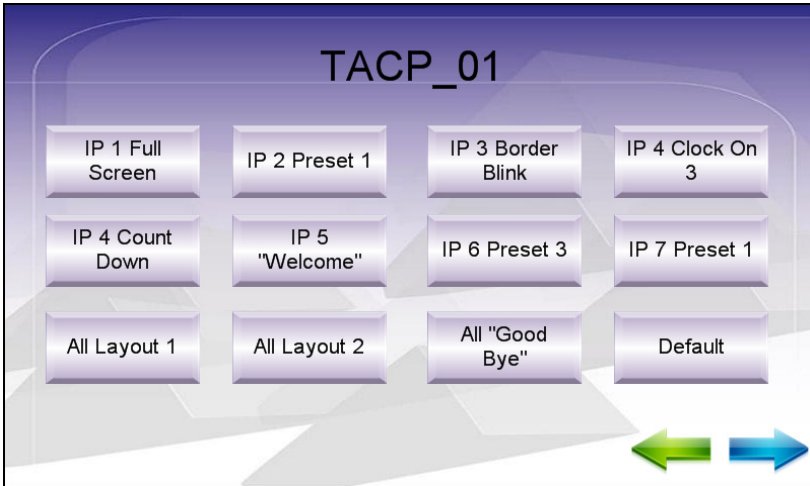 TACP_01
IP 1 Full
Screen
IP 2 Preset 1
IP 3 Border
Blink
IP 4 Clock On
3
IP 4 Count
Down
IP 5
"Welcome"
IP 6 Preset 3
IP 7 Preset 1
All Layout 1
All Layout 2
All "Good
Bye"
Default